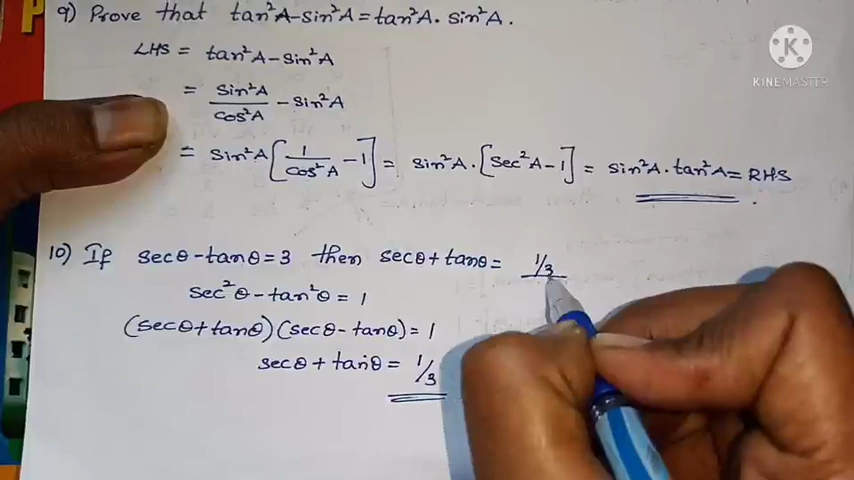 9) Prove that tan²A-sin²A=tan²A. sin²A.
KINEMASTER
LHS = tan²A-sin²A
= sin²A/cos²A - sin²A
= sin²A[1/cos²A - 1] = sin²A.[sec²A-1] = sin²A.tan²A= RHS
10) If secθ-tanθ=3 then secθ+tanθ= 1/3
sec²θ-tan²θ = 1
(secθ+tanθ)(secθ-tanθ)= 1
secθ+tanθ = 1/3